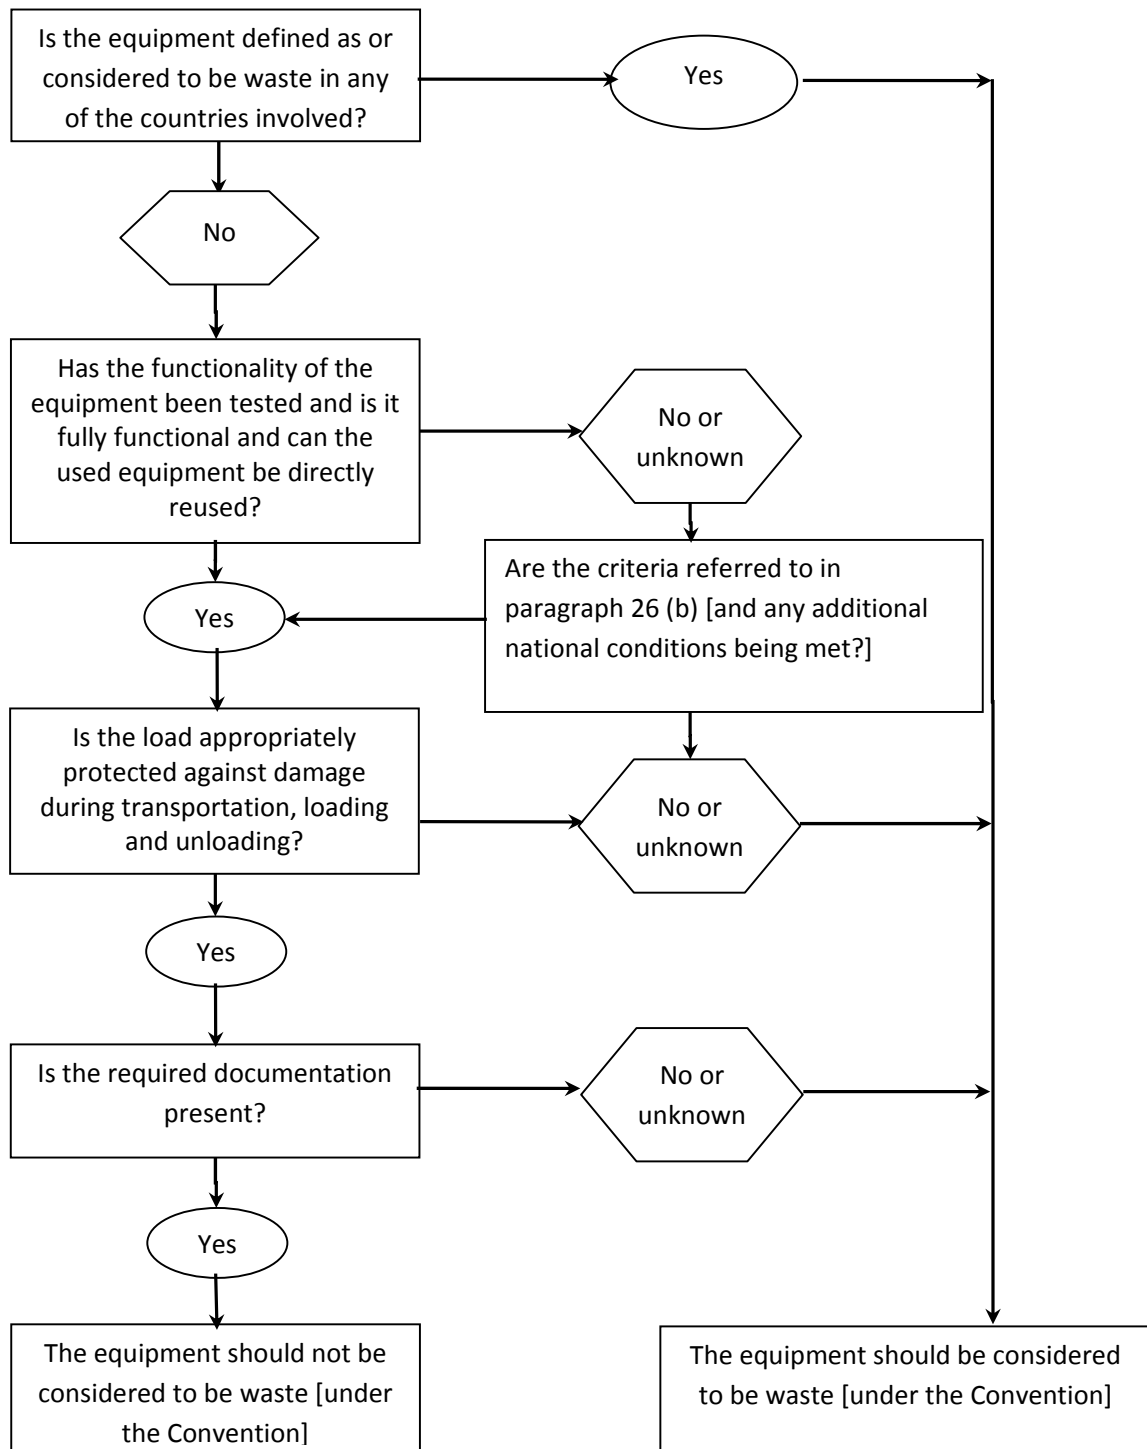 Is the equipment defined as or
considered to be waste in any
of the countries involved?
Yes
No
Has the functionality of the
equipment been tested and is it
fully functional and can the
used equipment be directly
reused?
No or
unknown
Are the criteria referred to in
paragraph 26 (b) [and any additional
national conditions being met?]
Yes
Is the load appropriately
protected against damage
during transportation, loading
and unloading?
No or
unknown
Yes
Is the required documentation
present?
No or
unknown
Yes
The equipment should not be
considered to be waste [under
the Convention]
The equipment should be considered
to be waste [under the Convention]